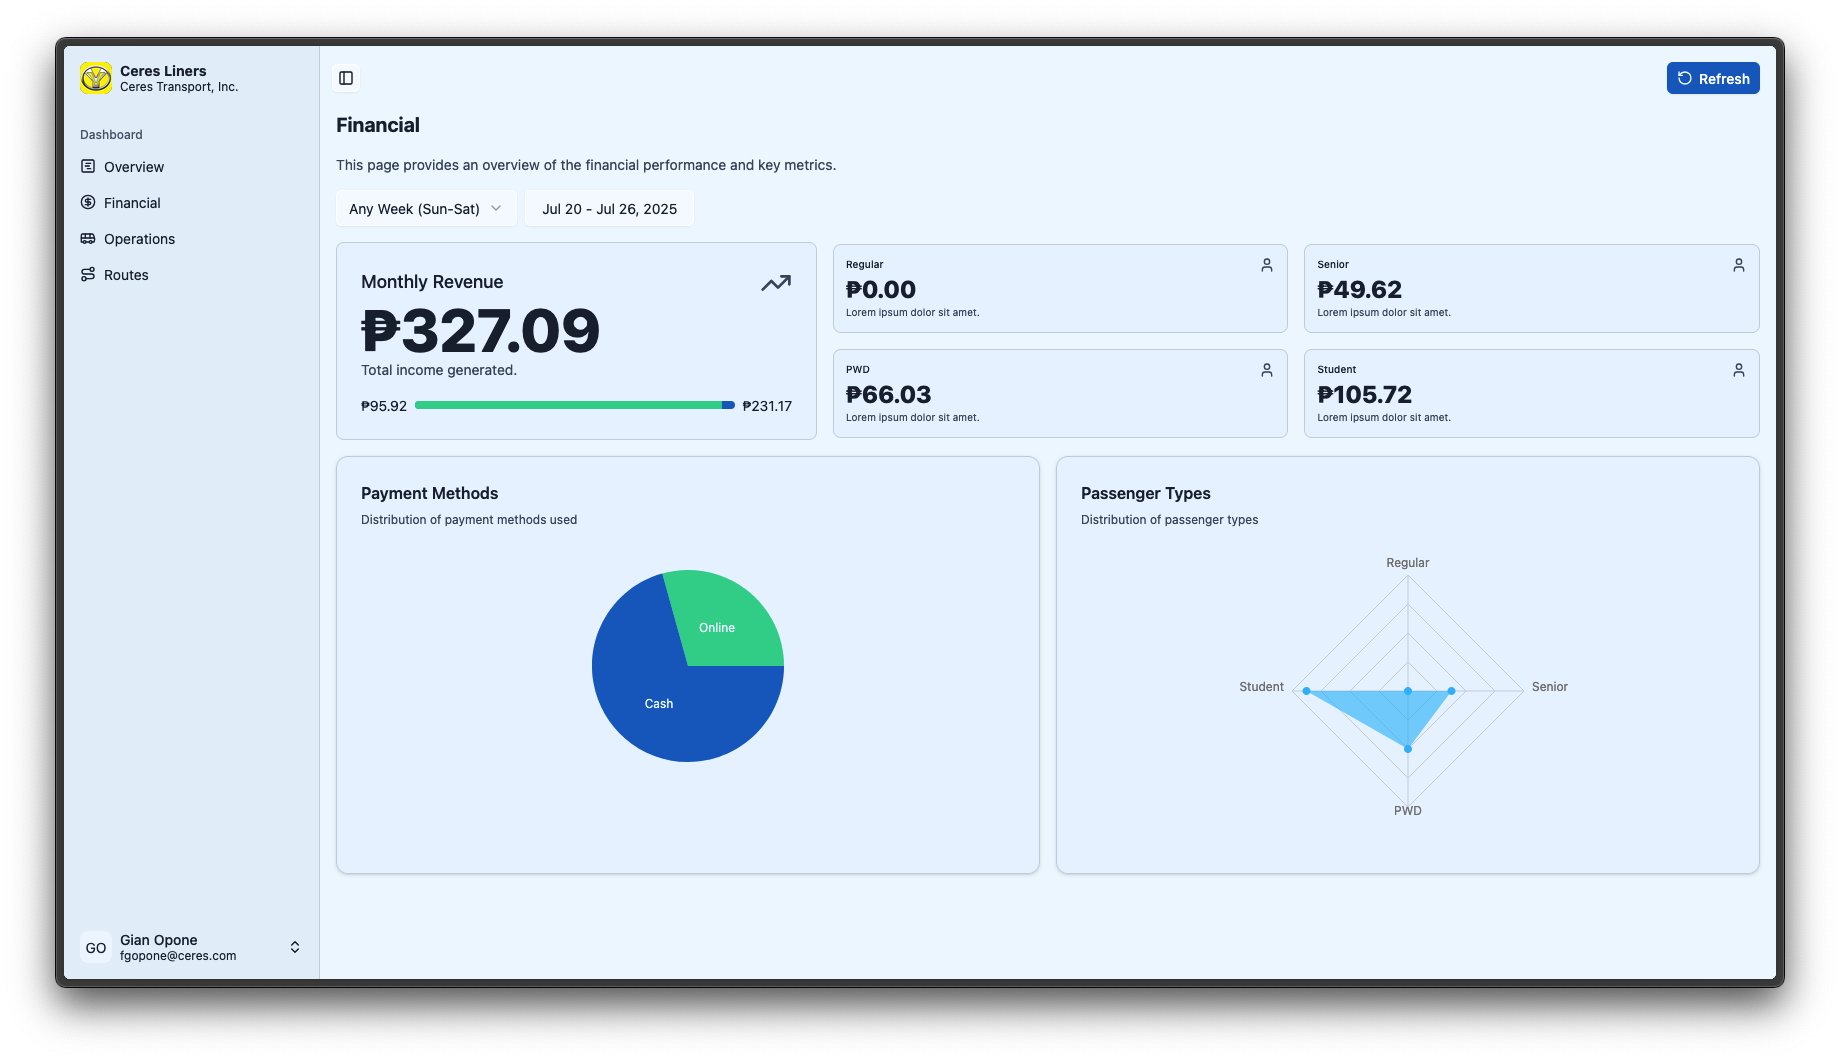 Ceres Liners
Ceres Transport, Inc.
Dashboard
Overview
Financial
Operations
Routes
GO
Gian Opone
fgopone@ceres.com
Refresh
Financial
This page provides an overview of the financial performance and key metrics.
Any Week (Sun-Sat)
Jul 20 - Jul 26, 2025
Monthly Revenue
₱327.09
Total income generated.
₱95.92
₱231.17
Regular
₱0.00
Lorem ipsum dolor sit amet.
Senior
₱49.62
Lorem ipsum dolor sit amet.
PWD
₱66.03
Lorem ipsum dolor sit amet.
Student
₱105.72
Lorem ipsum dolor sit amet.
Payment Methods
Distribution of payment methods used
Online
Cash
Passenger Types
Distribution of passenger types
Regular
Student
Senior
PWD